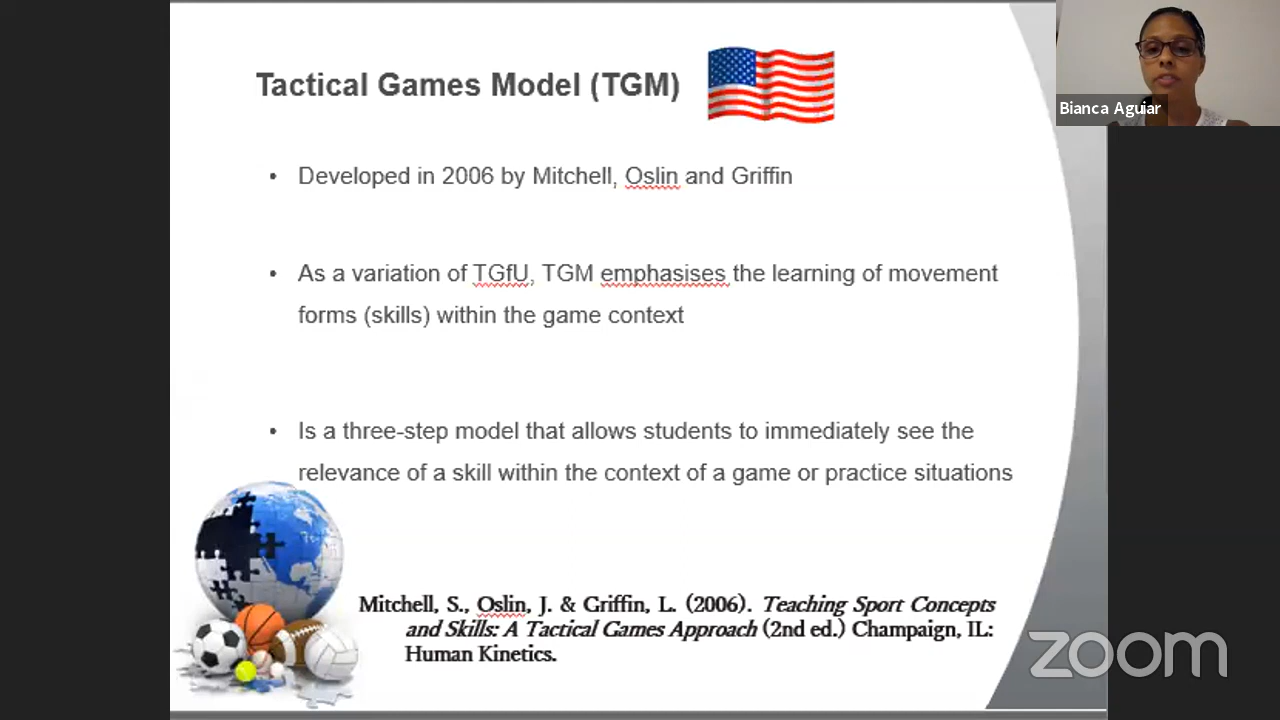 Tactical Games Model (TGM)
Bianca Aguiar
• Developed in 2006 by Mitchell, Oslin and Griffin
• As a variation of TGfU, TGM emphasises the learning of movement
forms (skills) within the game context
• Is a three-step model that allows students to immediately see the
relevance of a skill within the context of a game or practice situations
Mitchell, S., Oslin, J. & Griffin, L. (2006). Teaching Sport Concepts
and Skills: A Tactical Games Approach (2nd ed.) Champaign, IL:
Human Kinetics.
zoom